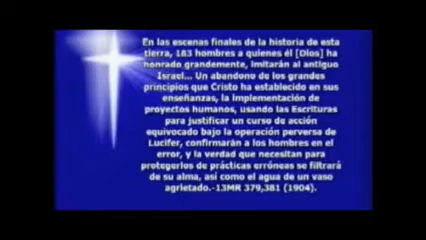 En las escenas finales de la historia de esta
tierra, 183 hombres a quienes él [Dios] ha
honrado grandemente, imitarán al antiguo
Israel... Un abandono de los grandes
principios que Cristo ha establecido en sus
enseñanzas, la implementación de
proyectos humanos, usando las Escrituras
para justificar un curso de acción
equivocado bajo la operación perversa de
Lucifer, confirmarán a los hombres en el
error, y la verdad que necesitan para
protegerlos de prácticas erróneas se filtrará
de su alma, así como el agua de un vaso
agrietado.-13MR 379,381 (1904).